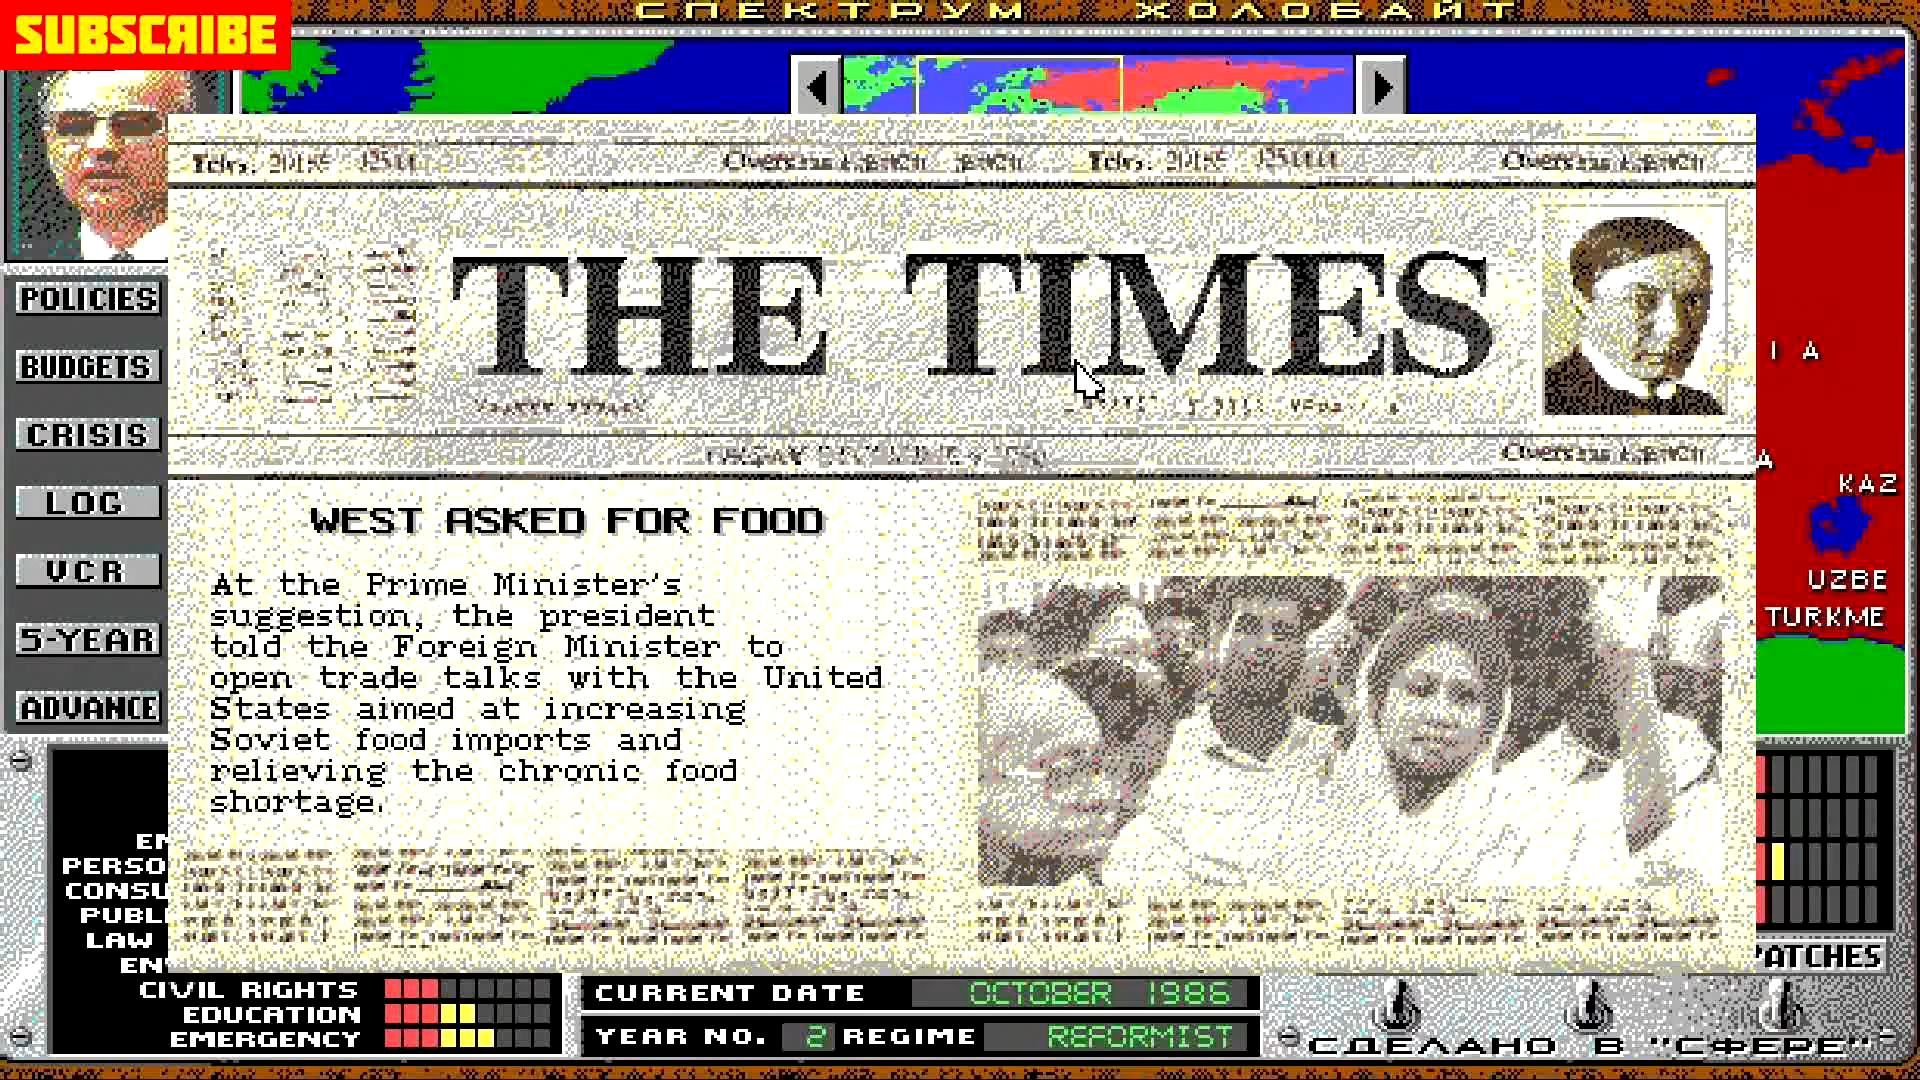 СПЕКТРУМ ХОЛОБАЙТ
SUBSCЯIBE
THE TIMES
POLICIES
BUDGETS
CRISIS
LOG
VCR
5-YEAR
ADVANCE
I A
A
KAZ
UZBE
TURKME
WEST ASKED FOR FOOD
At the Prime Minister's
suggestion, the president
told the Foreign Minister to
open trade talks with the United
States aimed at increasing
Soviet food imports and
relieving the chronic food
shortage.
EN
PERSO
CONSU
PUBL
LAW
EN
CIVIL RIGHTS
EDUCATION
EMERGENCY
CURRENT DATE OCTOBER 1986
YEAR NO. 2 REGIME REFORMIST
PATCHES
СДЕЛАНО В "СФЕРЕ"